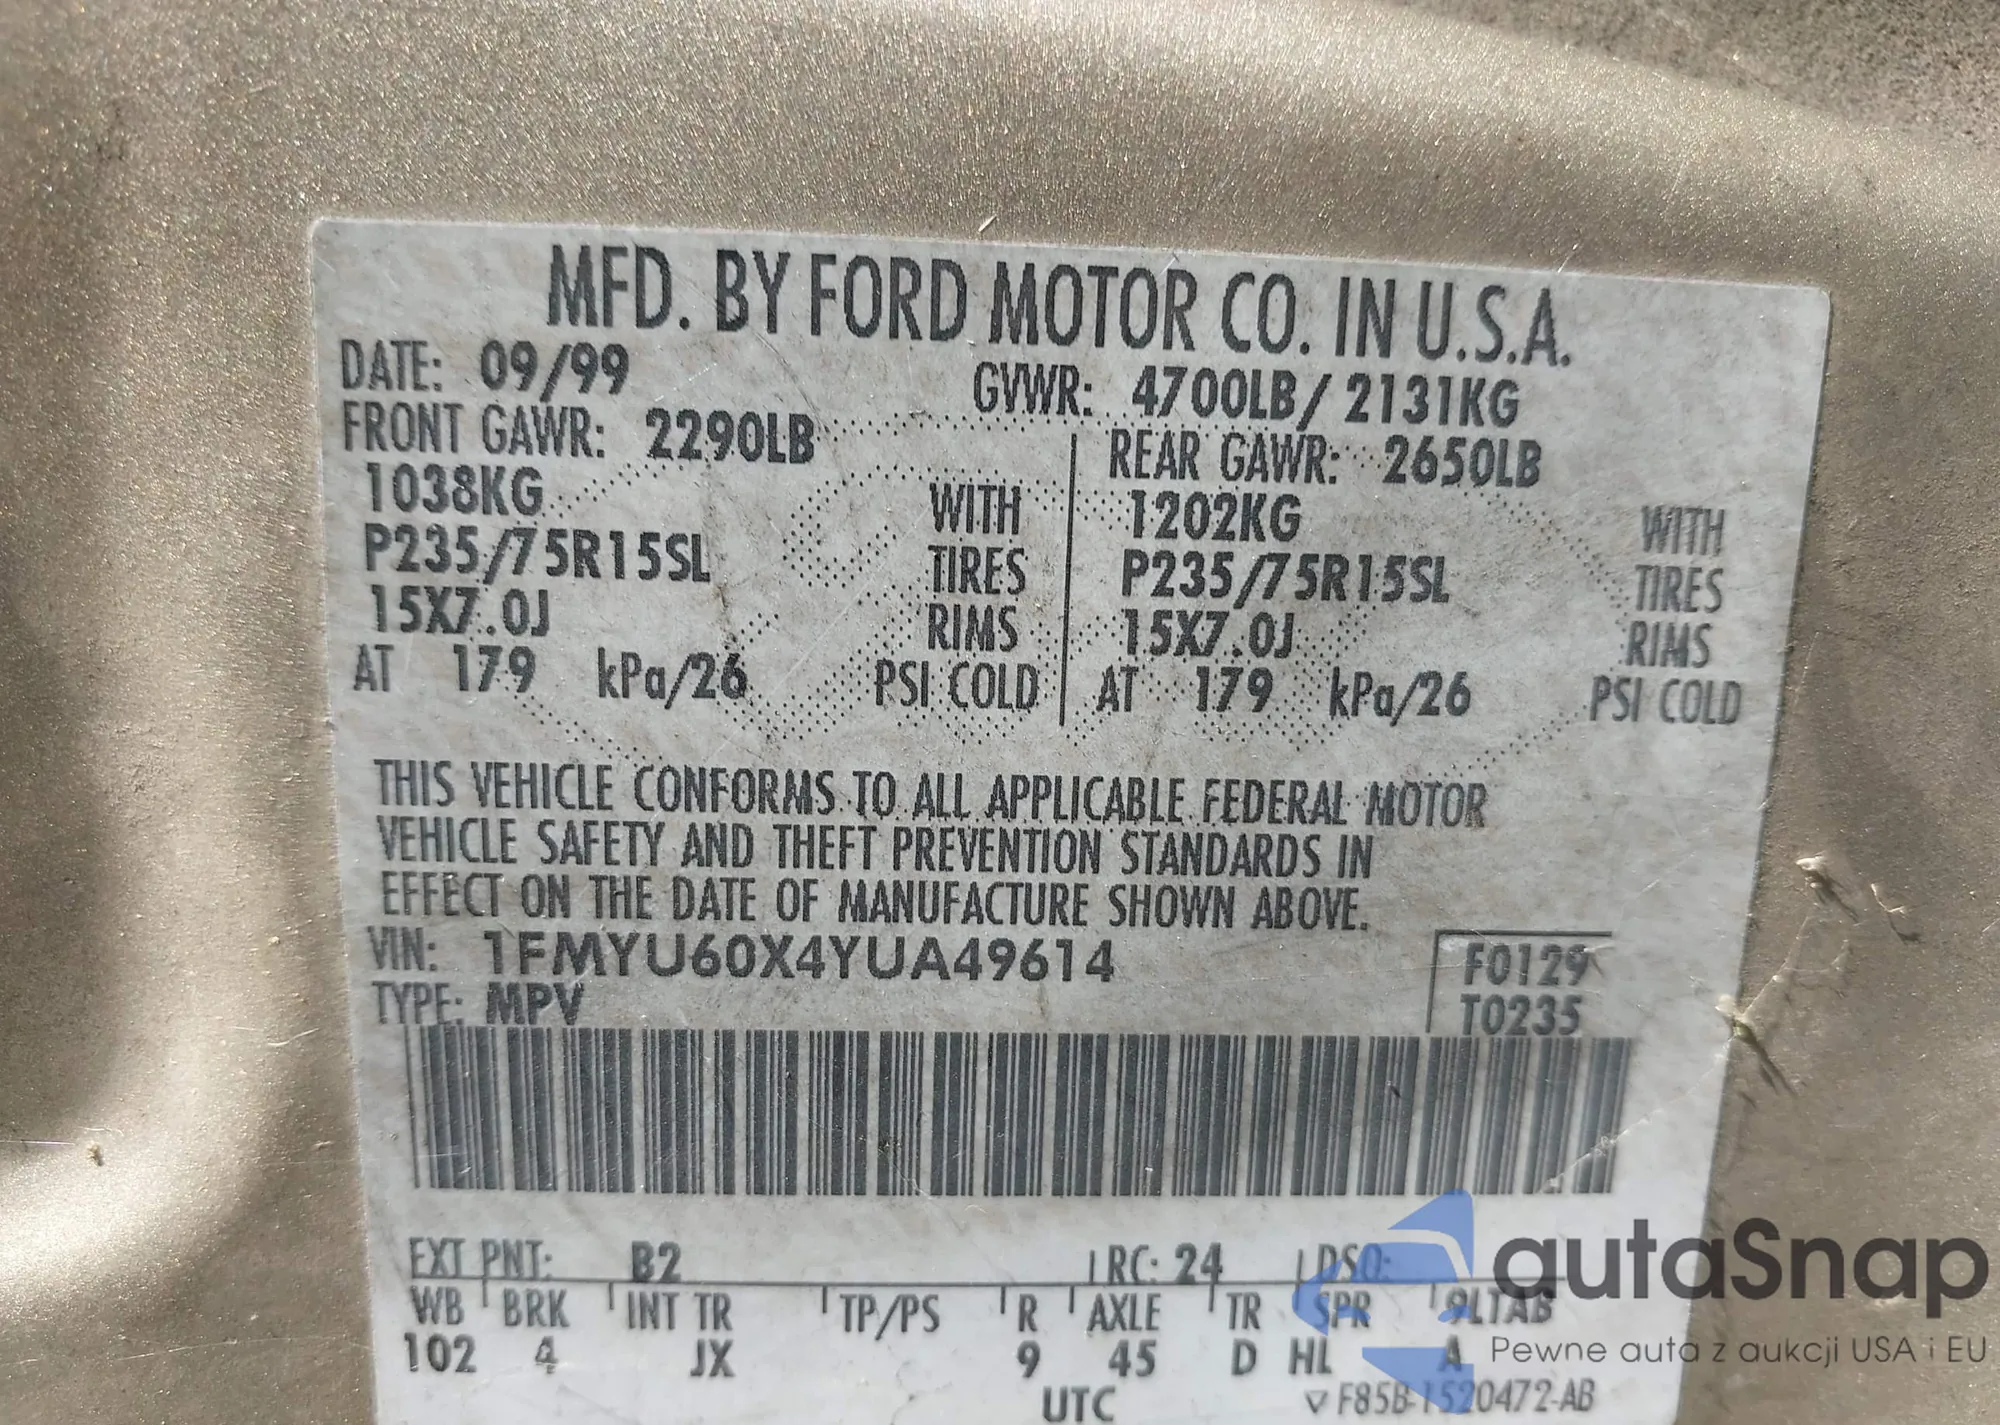 MFD. BY FORD MOTOR CO. IN U.S.A.
DATE: 09/99 GVWR: 4700LB/2131KG
FRONT GAWR: 2290LB REAR GAWR: 2650LB
1038KG WITH 1202KG WITH
P235/75R15SL TIRES P235/75R15SL TIRES
15X7.0J RIMS 15X7.0J RIMS
AT 179 kPa/26 PSI COLD AT 179 kPa/26 PSI COLD
THIS VEHICLE CONFORMS TO ALL APPLICABLE FEDERAL MOTOR
VEHICLE SAFETY AND THEFT PREVENTION STANDARDS IN
EFFECT ON THE DATE OF MANUFACTURE SHOWN ABOVE.
VIN: 1FMYU60X4YUA49614 F0129
TYPE: MPV T0235
EXT PNT: B2 RC: 24 DSO:
WB BRK INT TR TP/PS R AXLE TR SPR 9LTAB
102 4 JX 9 45 D HL A
UTC ▽ F85B-1520472-AB
autaSnap
Pewne auta z aukcji USA i EU